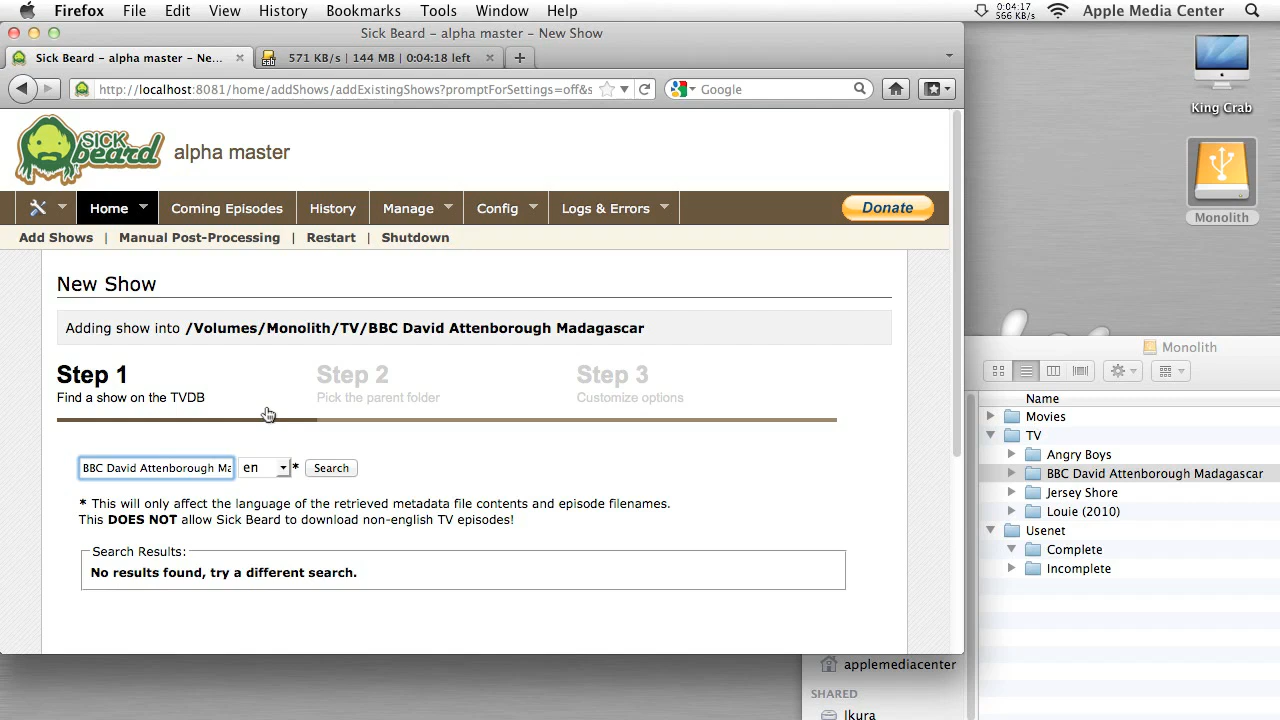 Firefox File Edit View History Bookmarks Tools Window Help 0:04:17 566 KB/s Apple Media Center
Sick Beard - alpha master - New Show
Sick Beard - alpha master - Ne... 571 KB/s | 144 MB | 0:04:18 left
http://localhost:8081/home/addShows/addExistingShows?promptForSettings=off&s Google
King Crab
SICK beard alpha master
Home Coming Episodes History Manage Config Logs & Errors Donate
Monolith
Add Shows | Manual Post-Processing | Restart | Shutdown
New Show
Adding show into /Volumes/Monolith/TV/BBC David Attenborough Madagascar
Step 1 Step 2 Step 3
Find a show on the TVDB Pick the parent folder Customize options
BBC David Attenborough Ma en * Search
* This will only affect the language of the retrieved metadata file contents and episode filenames.
This DOES NOT allow Sick Beard to download non-english TV episodes!
Search Results:
No results found, try a different search.
Monolith
Name
Movies
TV
Angry Boys
BBC David Attenborough Madagascar
Jersey Shore
Louie (2010)
Usenet
Complete
Incomplete
applemediacenter
SHARED
Ikura